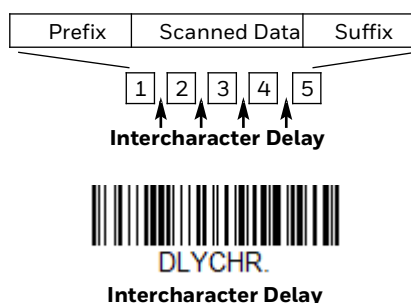 Prefix Scanned Data Suffix
1 2 3 4 5
Intercharacter Delay
DLYCHR.
Intercharacter Delay